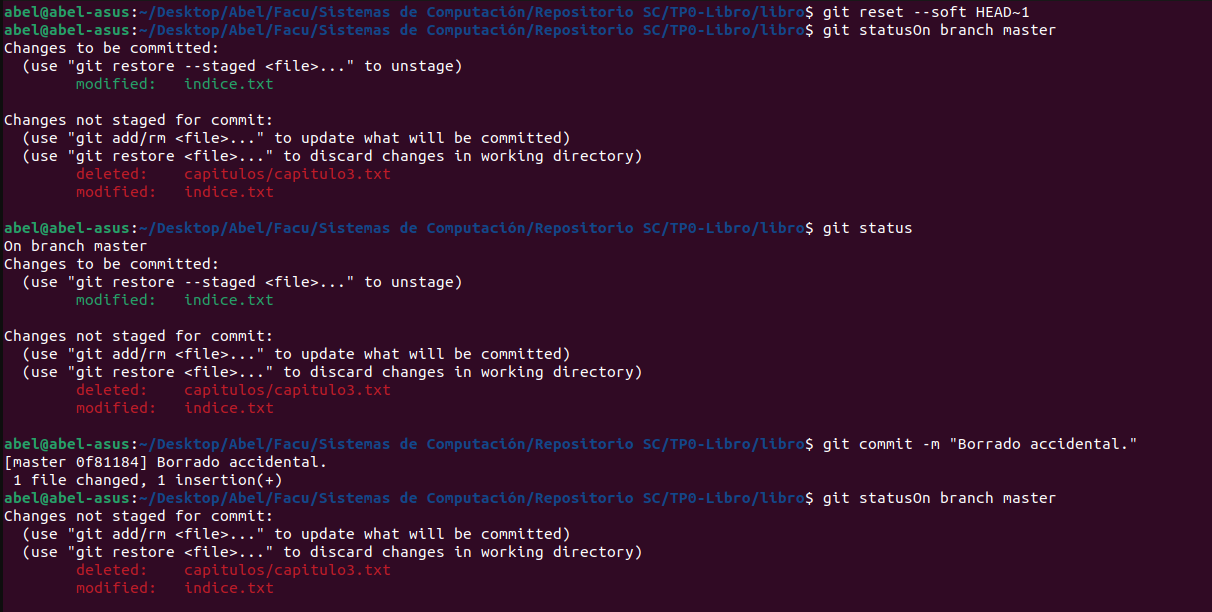 abel@abel-asus:~/Desktop/Abel/Facu/Sistemas de Computación/Repositorio SC/TP0-Libro/libro$ git reset --soft HEAD~1
abel@abel-asus:~/Desktop/Abel/Facu/Sistemas de Computación/Repositorio SC/TP0-Libro/libro$ git statusOn branch master
Changes to be committed:
  (use "git restore --staged <file>..." to unstage)
        modified:   indice.txt

Changes not staged for commit:
  (use "git add/rm <file>..." to update what will be committed)
  (use "git restore <file>..." to discard changes in working directory)
        deleted:    capitulos/capitulo3.txt
        modified:   indice.txt

abel@abel-asus:~/Desktop/Abel/Facu/Sistemas de Computación/Repositorio SC/TP0-Libro/libro$ git status
On branch master
Changes to be committed:
  (use "git restore --staged <file>..." to unstage)
        modified:   indice.txt

Changes not staged for commit:
  (use "git add/rm <file>..." to update what will be committed)
  (use "git restore <file>..." to discard changes in working directory)
        deleted:    capitulos/capitulo3.txt
        modified:   indice.txt

abel@abel-asus:~/Desktop/Abel/Facu/Sistemas de Computación/Repositorio SC/TP0-Libro/libro$ git commit -m "Borrado accidental."
[master 0f81184] Borrado accidental.
 1 file changed, 1 insertion(+)
abel@abel-asus:~/Desktop/Abel/Facu/Sistemas de Computación/Repositorio SC/TP0-Libro/libro$ git statusOn branch master
Changes not staged for commit:
  (use "git add/rm <file>..." to update what will be committed)
  (use "git restore <file>..." to discard changes in working directory)
        deleted:    capitulos/capitulo3.txt
        modified:   indice.txt